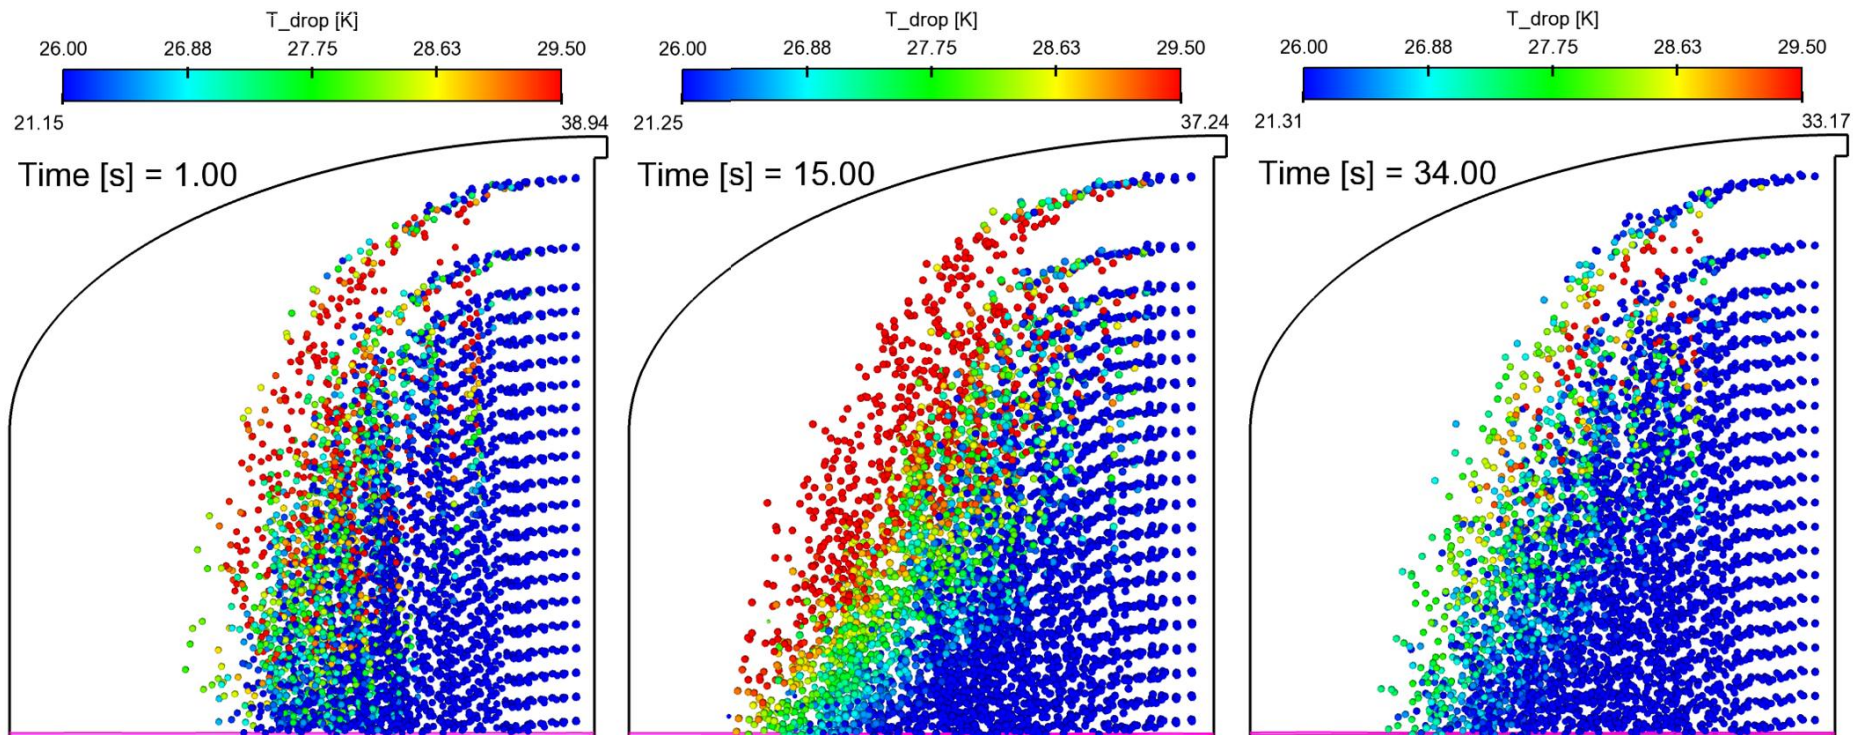 T_drop [K]
26.00 26.88 27.75 28.63 29.50
21.15 38.94
Time [s] = 1.00
T_drop [K]
26.00 26.88 27.75 28.63 29.50
21.25 37.24
Time [s] = 15.00
T_drop [K]
26.00 26.88 27.75 28.63 29.50
21.31 33.17
Time [s] = 34.00